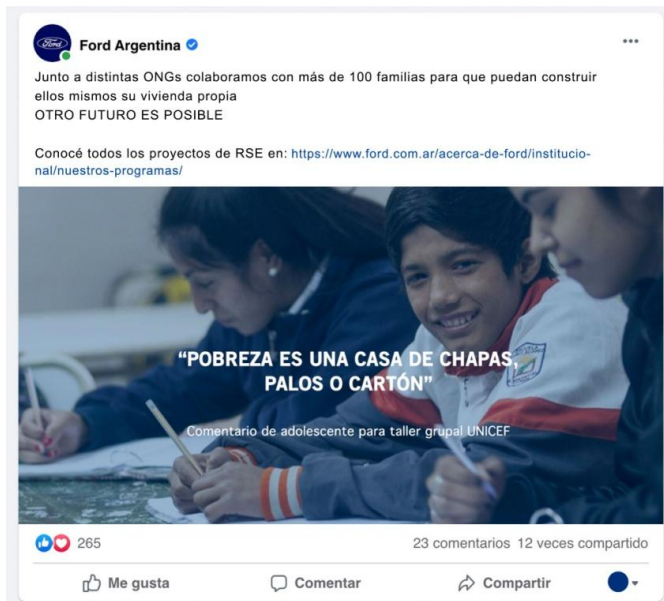 Ford
Ford Argentina
Junto a distintas ONGs colaboramos con más de 100 familias para que puedan construir
ellos mismos su vivienda propia
OTRO FUTURO ES POSIBLE
Conocé todos los proyectos de RSE en: https://www.ford.com.ar/acerca-de-ford/institucio-
nal/nuestros-programas/
“POBREZA ES UNA CASA DE CHAPAS,
PALOS O CARTÓN”
Comentario de adolescente para taller grupal UNICEF
265
23 comentarios 12 veces compartido
Me gusta
Comentar
Compartir